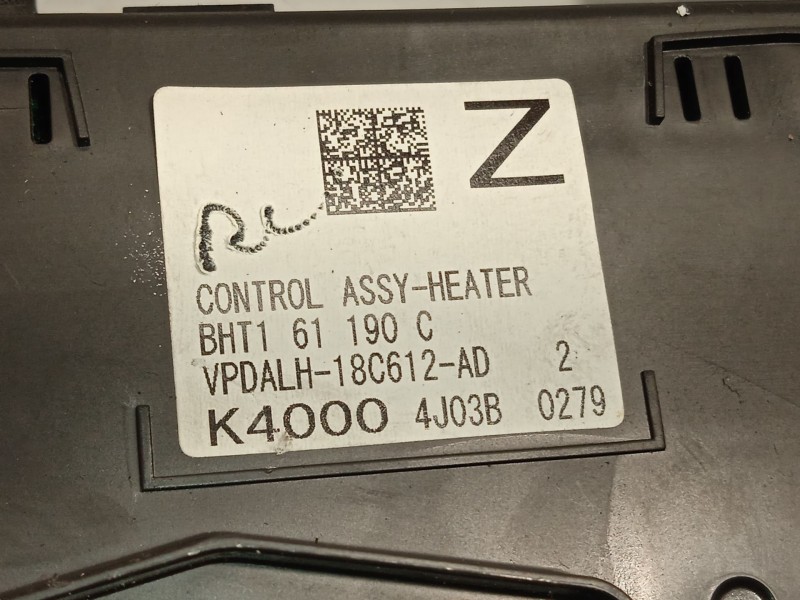 Z
CONTROL ASSY-HEATER
BHT1 61 190 C
VPDALH-18C612-AD 2
K4000 4J03B 0279